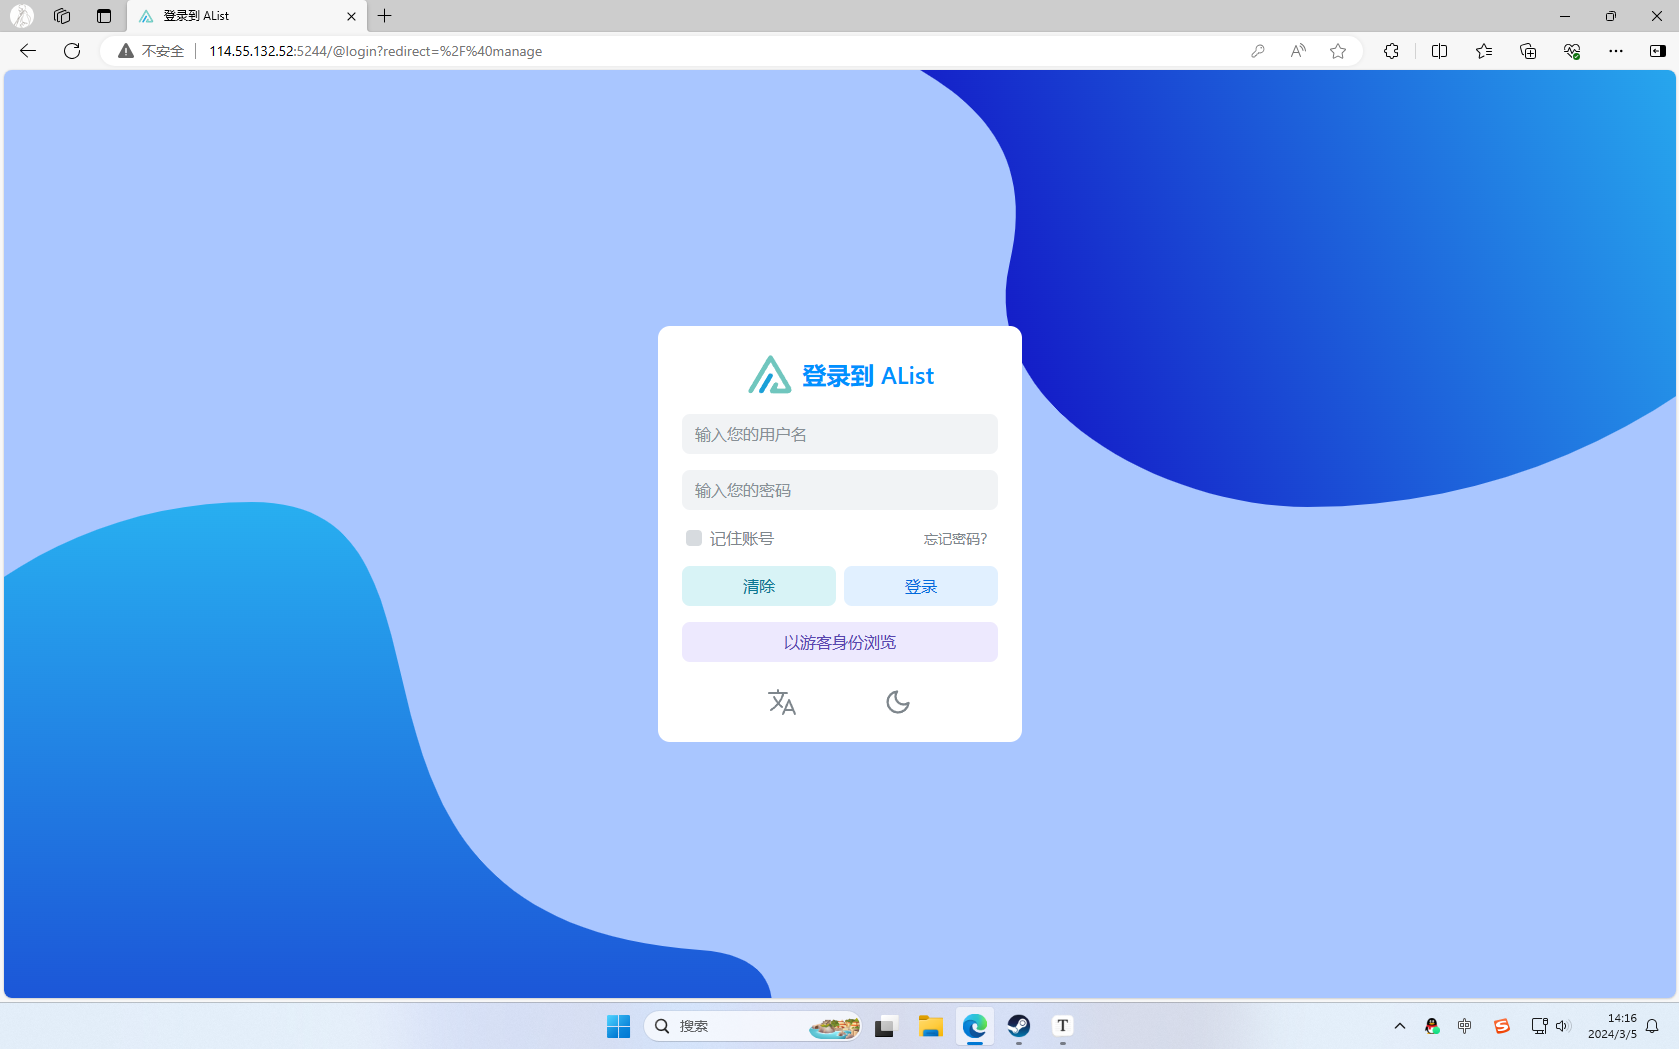 登录到 AList
不安全
114.55.132.52:5244/@login?redirect=%2F%40manage
登录到 AList
输入您的用户名
输入您的密码
记住账号
忘记密码?
清除
登录
以游客身份浏览
搜索
T
中
14:16
2024/3/5